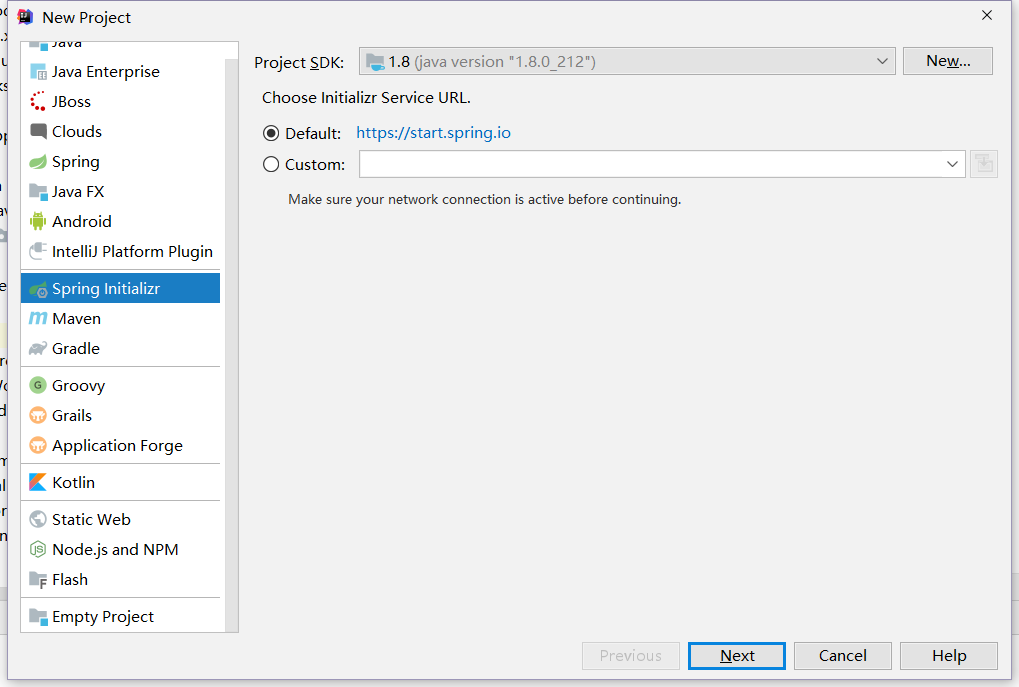 New Project
Java
Java Enterprise
JBoss
Clouds
Spring
Java FX
Android
IntelliJ Platform Plugin
Spring Initializr
Maven
Gradle
Groovy
Grails
Application Forge
Kotlin
Static Web
Node.js and NPM
Flash
Empty Project
Project SDK: 1.8 (java version "1.8.0_212") New...
Choose Initializr Service URL.
Default: https://start.spring.io
Custom:
Make sure your network connection is active before continuing.
Previous Next Cancel Help